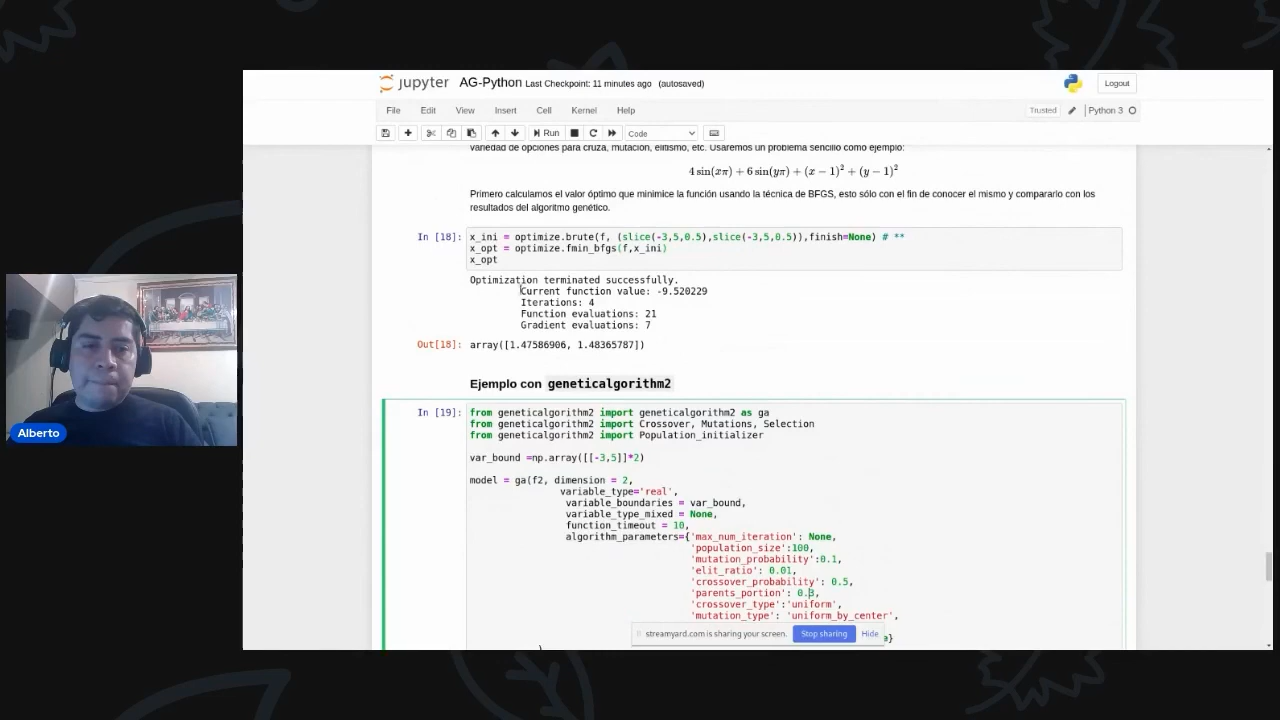 jupyter AG-Python Last Checkpoint: 11 minutes ago (autosaved)
Logout
File Edit View Insert Cell Kernel Help
Trusted Python 3
Run Code
variedad de opciones para cruza, mutación, elitismo, etc. Usaremos un problema sencillo como ejemplo:
4 sin(xπ) + 6 sin(yπ) + (x − 1)² + (y − 1)²
Primero calculamos el valor óptimo que minimice la función usando la técnica de BFGS, esto sólo con el fin de conocer el mismo y compararlo con los
resultados del algoritmo genético.
In [18]: x_ini = optimize.brute(f, (slice(-3,5,0.5),slice(-3,5,0.5)),finish=None) # **
x_opt = optimize.fmin_bfgs(f,x_ini)
x_opt
Optimization terminated successfully.
Current function value: -9.520229
Iterations: 4
Function evaluations: 21
Gradient evaluations: 7
Out[18]: array([1.47586906, 1.48365787])
Ejemplo con geneticalgorithm2
In [19]: from geneticalgorithm2 import geneticalgorithm2 as ga
from geneticalgorithm2 import Crossover, Mutations, Selection
from geneticalgorithm2 import Population_initializer
var_bound =np.array([[-3,5]]*2)
model = ga(f2, dimension = 2,
variable_type='real',
variable_boundaries = var_bound,
variable_type_mixed = None,
function_timeout = 10,
algorithm_parameters={'max_num_iteration': None,
'population_size':100,
'mutation_probability':0.1,
'elit_ratio': 0.01,
'crossover_probability': 0.5,
'parents_portion': 0.3,
'crossover_type':'uniform',
'mutation_type': 'uniform_by_center',
streamyard.com is sharing your screen. Stop sharing Hide
}
Alberto